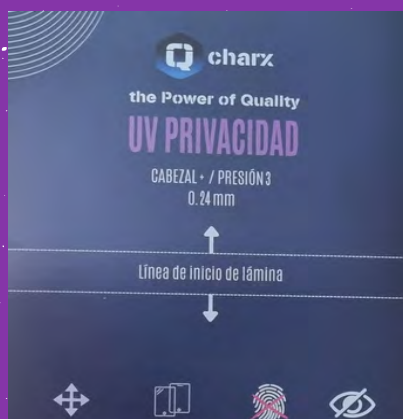 Q charx
the Power of Quality
UV PRIVACIDAD
CABEZAL + / PRESIÓN 3
0.24 mm
Línea de inicio de lámina